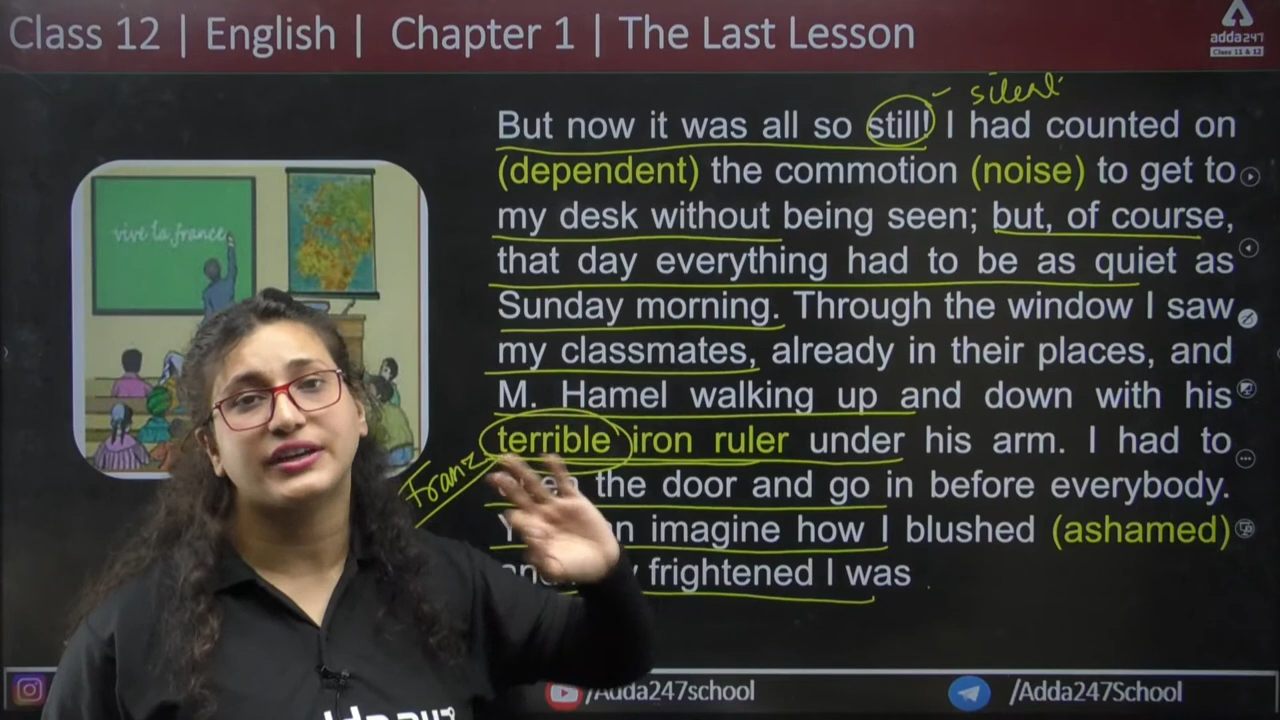 Class 12 | English | Chapter 1 | The Last Lesson
adda247
Class 11 & 12
silent
But now it was all so still! I had counted on
(dependent) the commotion (noise) to get to
my desk without being seen; but, of course,
that day everything had to be as quiet as
Sunday morning. Through the window I saw
my classmates, already in their places, and
M. Hamel walking up and down with his
terrible iron ruler under his arm. I had to
the door and go in before everybody.
imagine how I blushed (ashamed)
frightened I was
vive la france
Franz
/Adda247school
/Adda247School